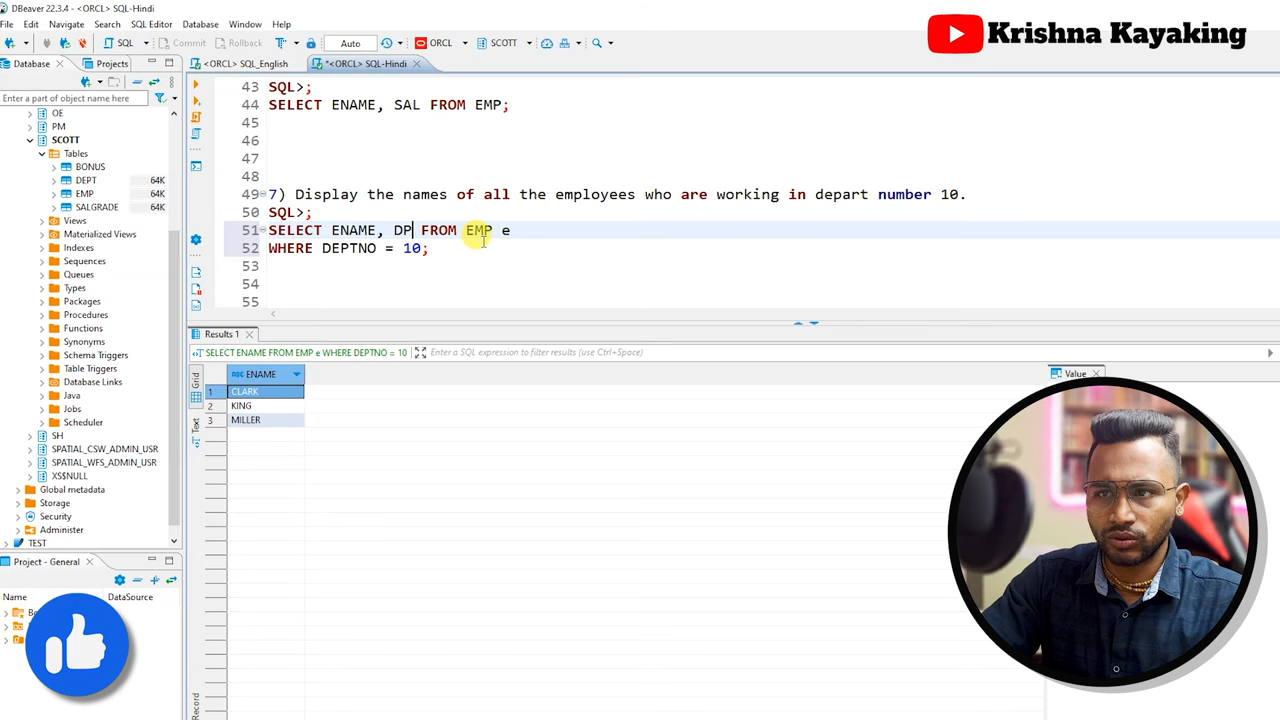 DBeaver 22.3.4 - <ORCL> SQL-Hindi
File Edit Navigate Search SQL Editor Database Window Help
SQL Commit Rollback Auto ORCL SCOTT
Krishna Kayaking
Database Projects
<ORCL> SQL_English *<ORCL> SQL-Hindi
Enter a part of object name here
OE
PM
SCOTT
Tables
BONUS
DEPT 64K
EMP 64K
SALGRADE 64K
Views
Materialized Views
Indexes
Sequences
Queues
Types
Packages
Procedures
Functions
Synonyms
Schema Triggers
Table Triggers
Database Links
Java
Jobs
Scheduler
SH
SPATIAL_CSW_ADMIN_USR
SPATIAL_WFS_ADMIN_USR
XS$NULL
Global metadata
Storage
Security
Administer
TEST
Project - General
Name DataSource
43 SQL>;
44 SELECT ENAME, SAL FROM EMP;
45
46
47
48
49 7) Display the names of all the employees who are working in depart number 10.
50 SQL>;
51 SELECT ENAME, DP FROM EMP e
52 WHERE DEPTNO = 10;
53
54
55
Results 1
SELECT ENAME FROM EMP e WHERE DEPTNO = 10 Enter a SQL expression to filter results (use Ctrl+Space)
Grid
Text
Record
ABC ENAME
1 CLARK
2 KING
3 MILLER
Value